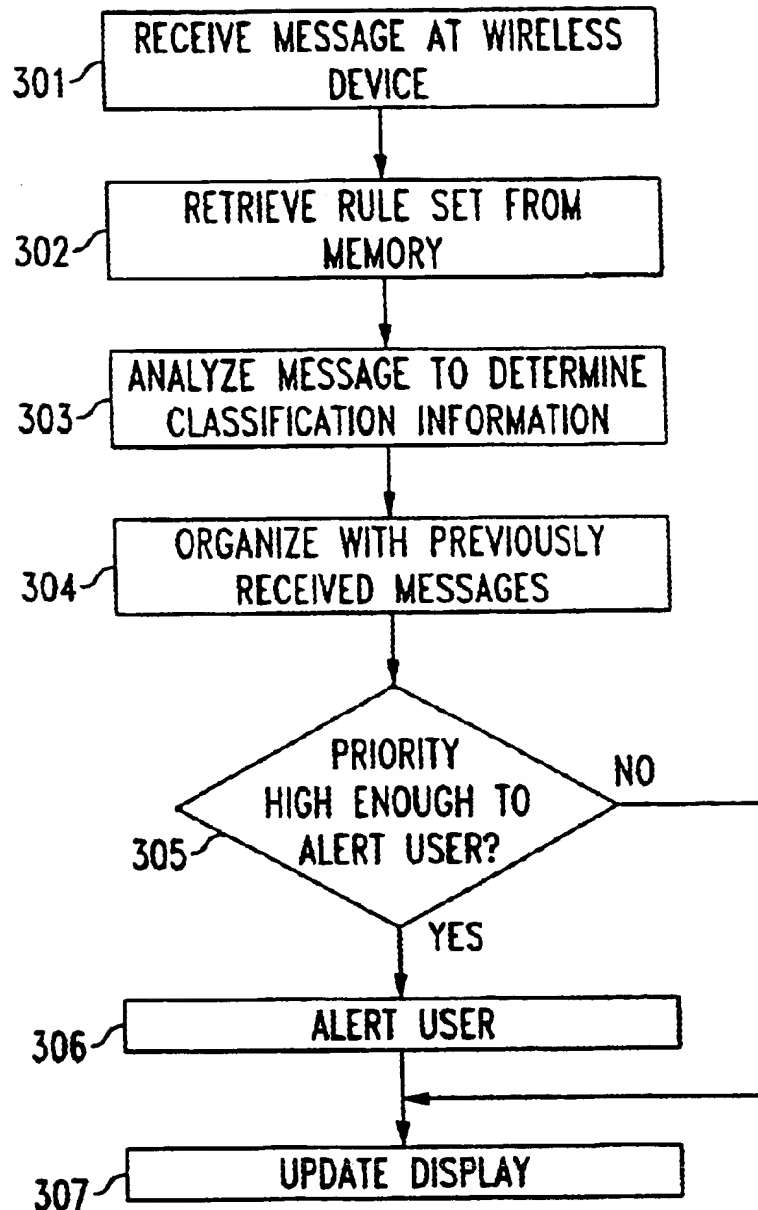 RECEIVE MESSAGE AT WIRELESS
DEVICE
301
RETRIEVE RULE SET FROM
MEMORY
302
ANALYZE MESSAGE TO DETERMINE
CLASSIFICATION INFORMATION
303
ORGANIZE WITH PREVIOUSLY
RECEIVED MESSAGES
304
PRIORITY
HIGH ENOUGH TO
ALERT USER?
305
NO
YES
ALERT USER
306
UPDATE DISPLAY
307